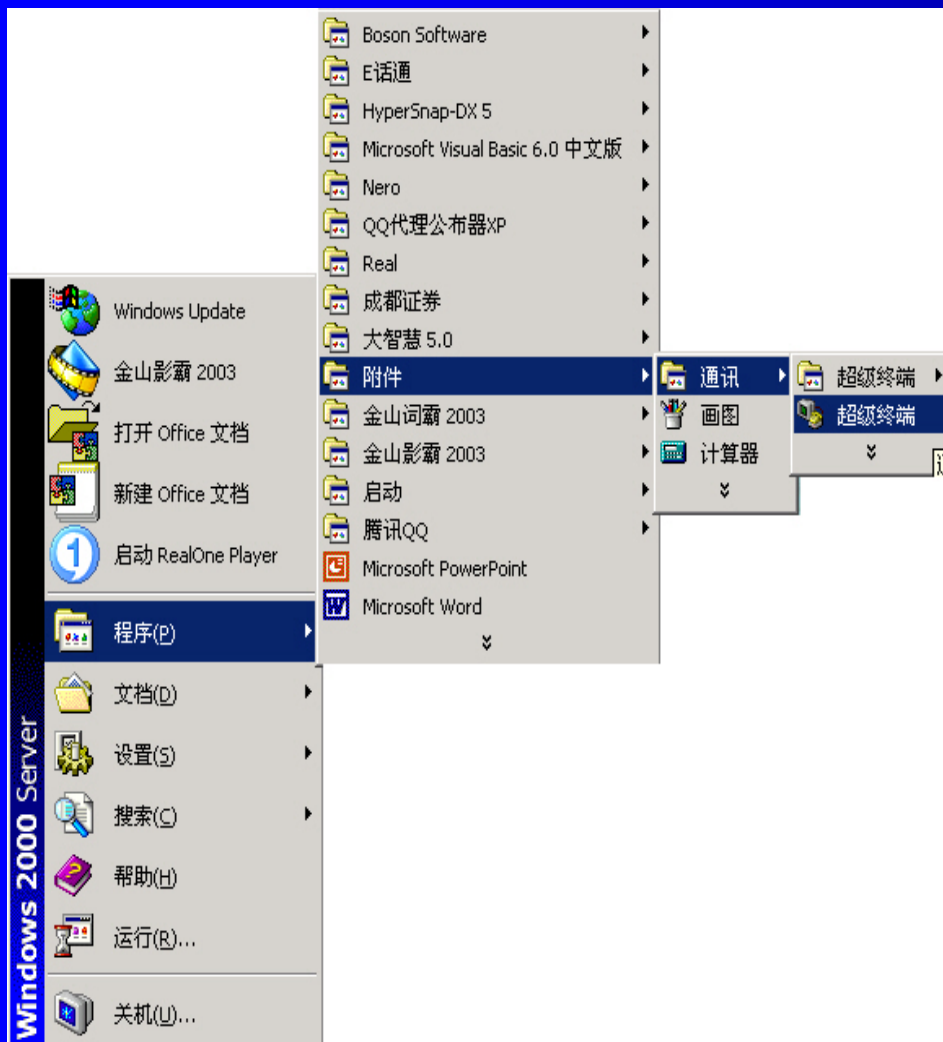 Boson Software
E话通
HyperSnap-DX 5
Microsoft Visual Basic 6.0 中文版
Nero
QQ代理公布器XP
Real
成都证券
大智慧 5.0
附件
金山词霸 2003
金山影霸 2003
启动
腾讯QQ
Microsoft PowerPoint
Microsoft Word
通讯
画图
计算器
超级终端
超级终端
Windows Update
金山影霸 2003
打开 Office 文档
新建 Office 文档
启动 RealOne Player
程序(P)
文档(D)
设置(S)
搜索(C)
帮助(H)
运行(R)...
关机(U)...
Windows 2000 Server